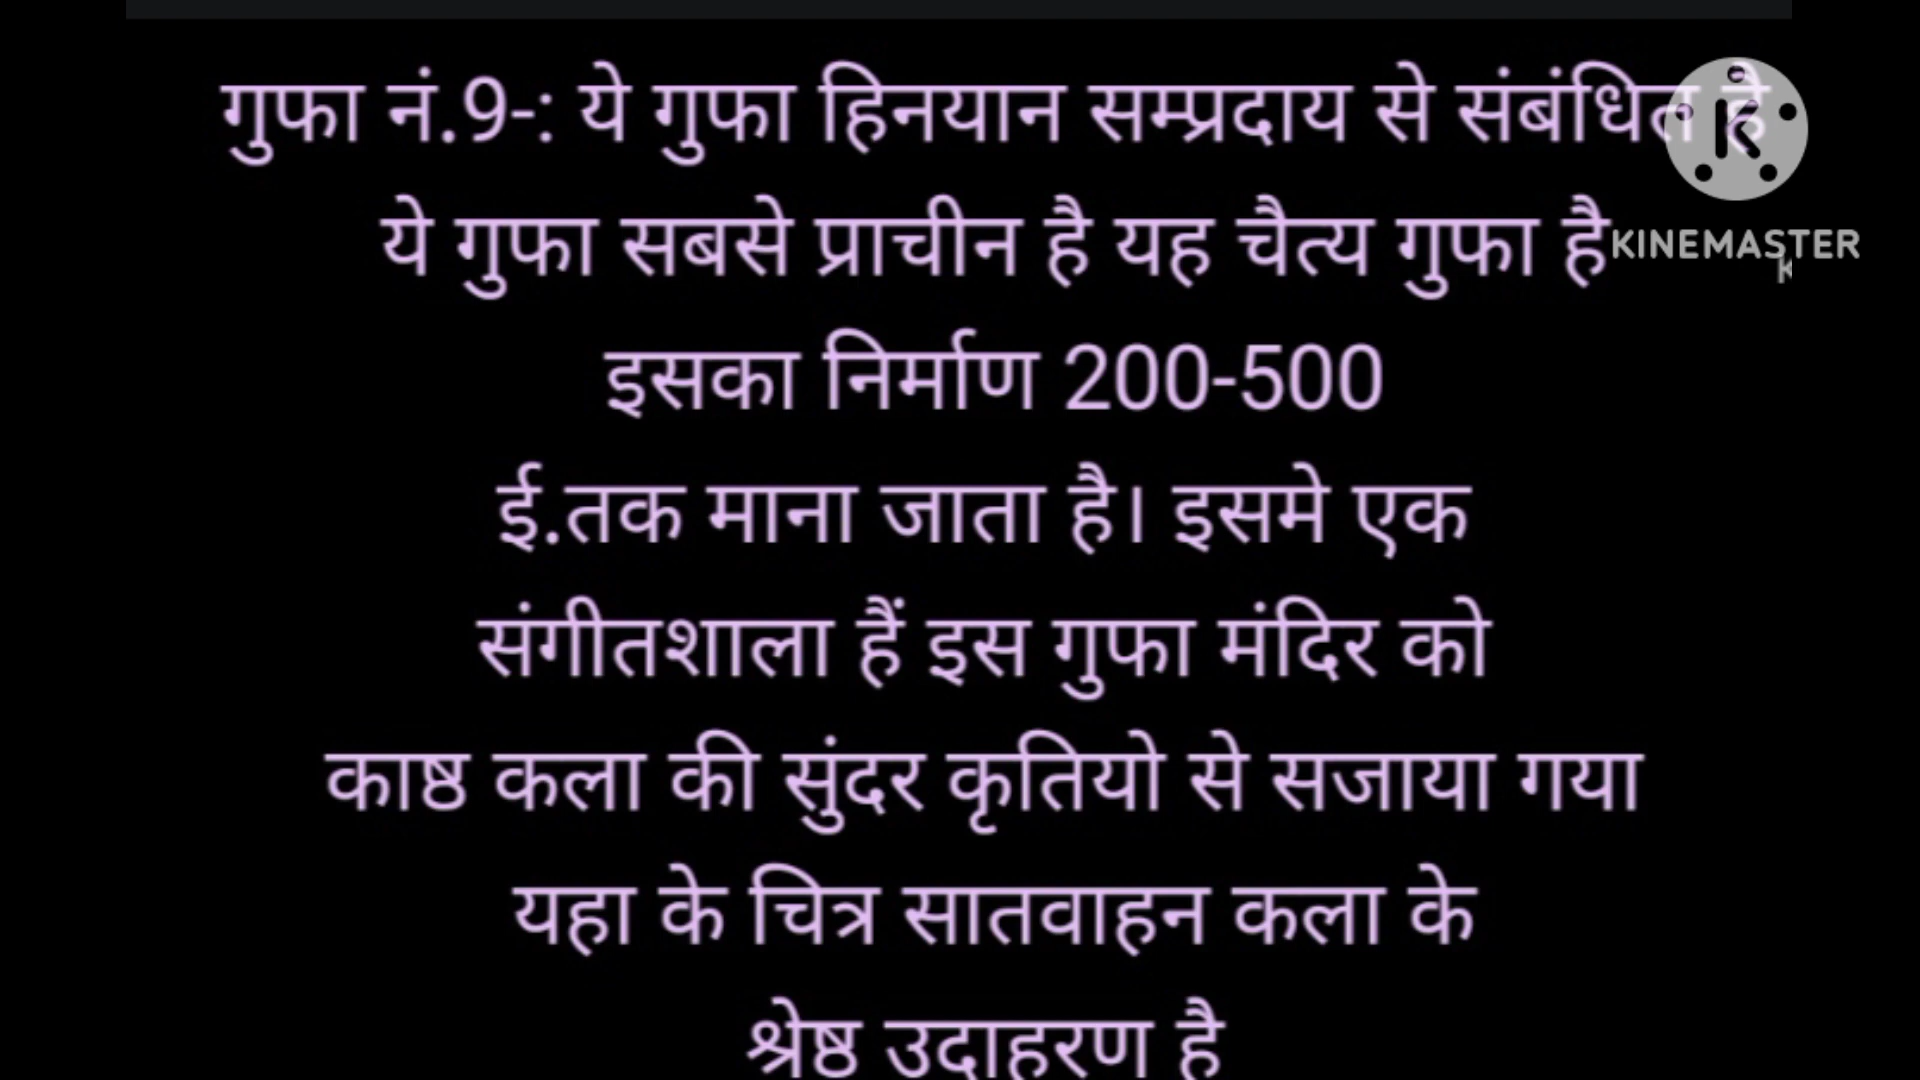 गुफा नं.9-: ये गुफा हिनयान सम्प्रदाय से संबंधित है
ये गुफा सबसे प्राचीन है यह चैत्य गुफा है
KINEMASTER
इसका निर्माण 200-500
ई.तक माना जाता है। इसमे एक
संगीतशाला हैं इस गुफा मंदिर को
काष्ठ कला की सुंदर कृतियो से सजाया गया
यहा के चित्र सातवाहन कला के
श्रेष्ठ उदाहरण है